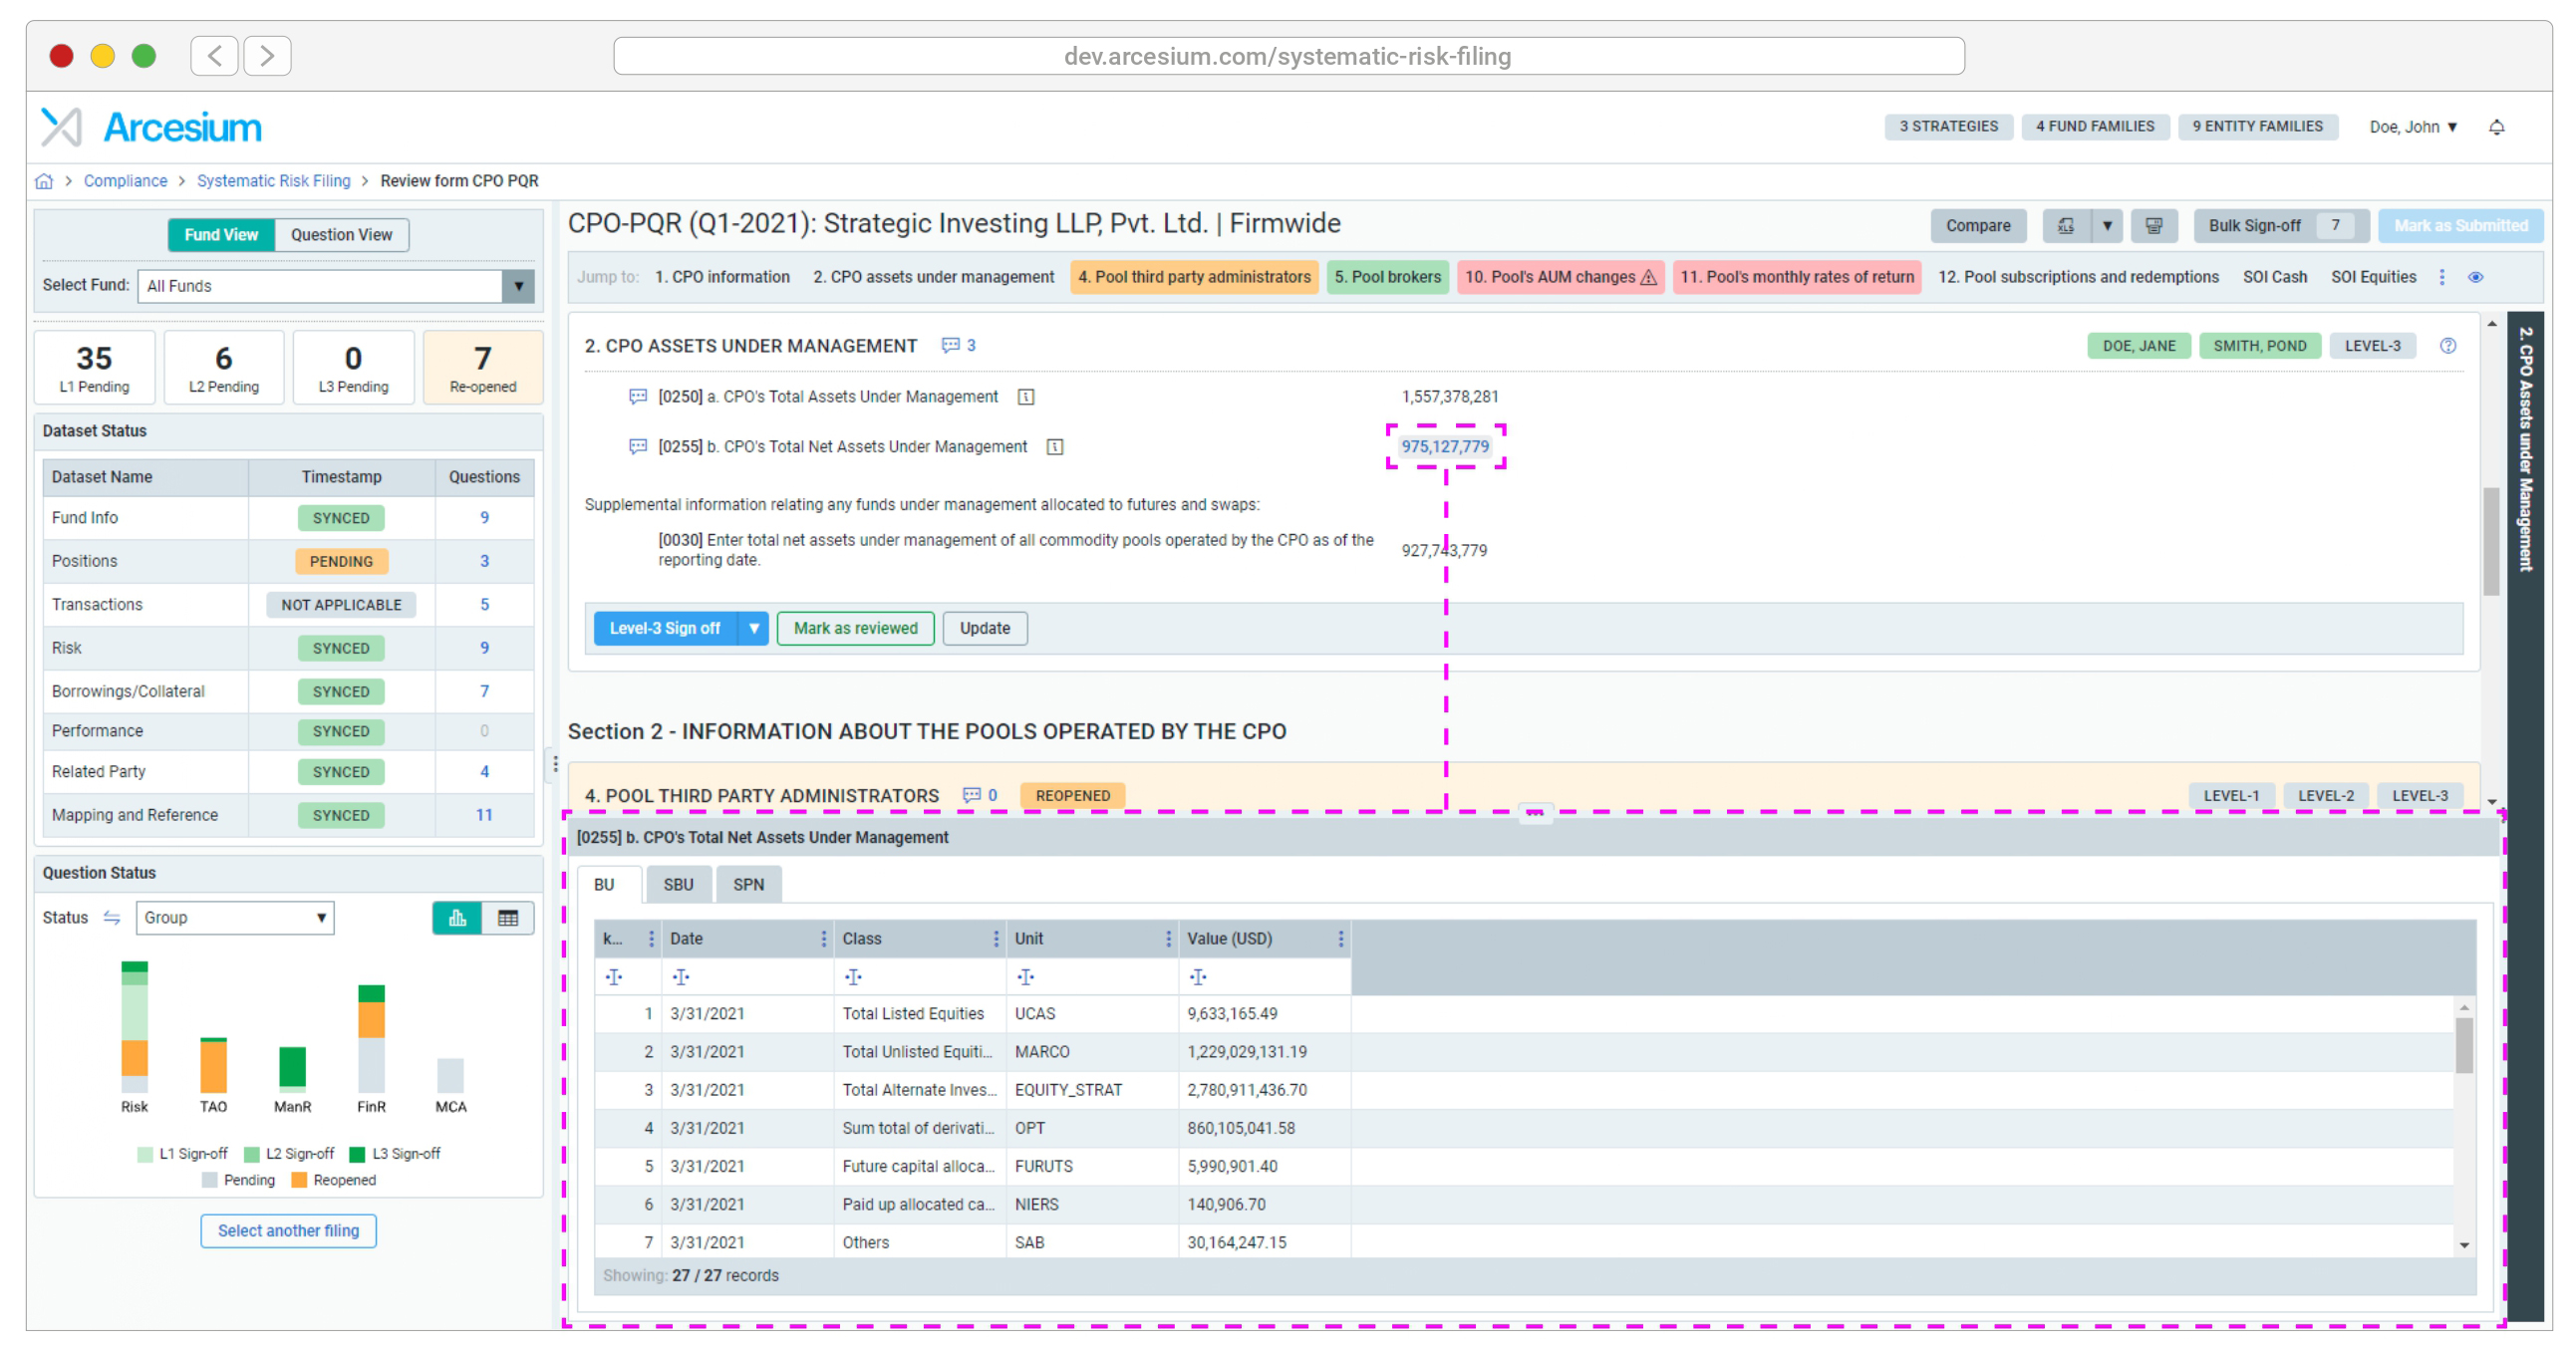 dev.arcesium.com/systematic-risk-filing
Arcesium
3 STRATEGIES 4 FUND FAMILIES 9 ENTITY FAMILIES Doe, John ▼
> Compliance > Systematic Risk Filing > Review form CPO PQR
Fund View Question View
Select Fund: All Funds
35 6 0 7
L1 Pending L2 Pending L3 Pending Re-opened
Dataset Status
Dataset Name Timestamp Questions
Fund Info SYNCED 9
Positions PENDING 3
Transactions NOT APPLICABLE 5
Risk SYNCED 9
Borrowings/Collateral SYNCED 7
Performance SYNCED 0
Related Party SYNCED 4
Mapping and Reference SYNCED 11
Question Status
Status Group
Risk TAO ManR FinR MCA
L1 Sign-off L2 Sign-off L3 Sign-off
Pending Reopened
Select another filing
CPO-PQR (Q1-2021): Strategic Investing LLP, Pvt. Ltd. | Firmwide
Compare XLS Bulk Sign-off 7 Mark as Submitted
Jump to: 1. CPO information 2. CPO assets under management 4. Pool third party administrators 5. Pool brokers 10. Pool's AUM changes 11. Pool's monthly rates of return 12. Pool subscriptions and redemptions SOI Cash SOI Equities
2. CPO ASSETS UNDER MANAGEMENT 3 DOE, JANE SMITH, POND LEVEL-3
[0250] a. CPO's Total Assets Under Management 1,557,378,281
[0255] b. CPO's Total Net Assets Under Management 975,127,779
Supplemental information relating any funds under management allocated to futures and swaps:
[0030] Enter total net assets under management of all commodity pools operated by the CPO as of the
reporting date. 927,743,779
Level-3 Sign off Mark as reviewed Update
Section 2 - INFORMATION ABOUT THE POOLS OPERATED BY THE CPO
4. POOL THIRD PARTY ADMINISTRATORS 0 REOPENED LEVEL-1 LEVEL-2 LEVEL-3
2. CPO Assets under Management
[0255] b. CPO's Total Net Assets Under Management
BU SBU SPN
k... Date Class Unit Value (USD)
1 3/31/2021 Total Listed Equities UCAS 9,633,165.49
2 3/31/2021 Total Unlisted Equiti... MARCO 1,229,029,131.19
3 3/31/2021 Total Alternate Inves... EQUITY_STRAT 2,780,911,436.70
4 3/31/2021 Sum total of derivati... OPT 860,105,041.58
5 3/31/2021 Future capital alloca... FURUTS 5,990,901.40
6 3/31/2021 Paid up allocated ca... NIERS 140,906.70
7 3/31/2021 Others SAB 30,164,247.15
Showing: 27 / 27 records